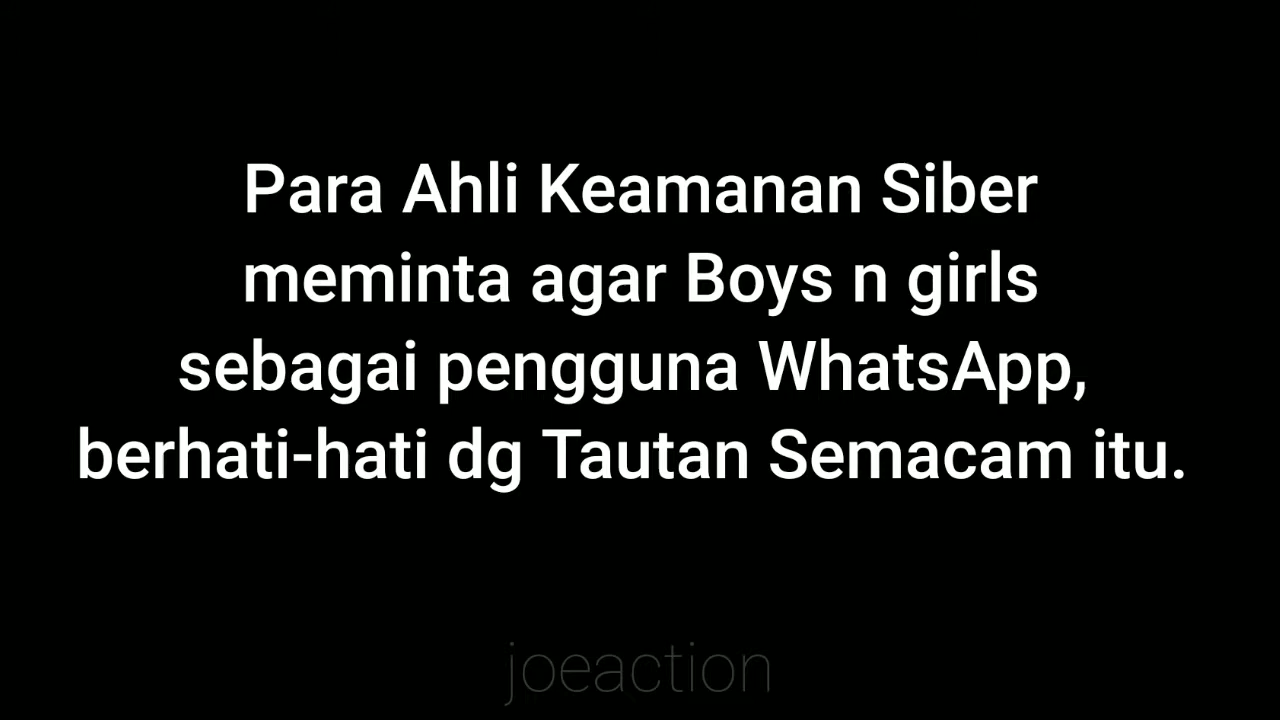 Para Ahli Keamanan Siber
meminta agar Boys n girls
sebagai pengguna WhatsApp,
berhati-hati dg Tautan Semacam itu.
joeaction